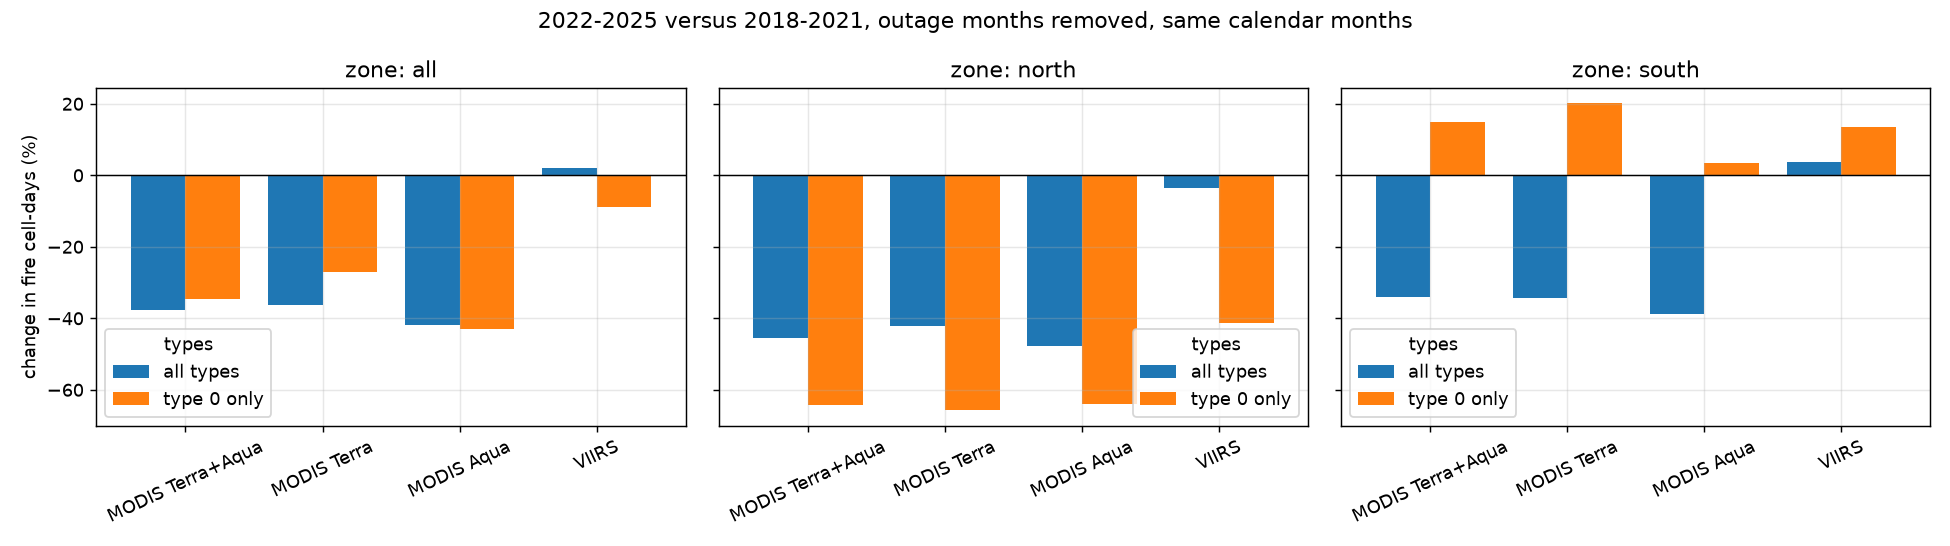 2022-2025 versus 2018-2021, outage months removed, same calendar months
zone: all
zone: north
zone: south
change in fire cell-days (%)
20
0
−20
−40
−60
types
all types
type 0 only
types
all types
type 0 only
types
all types
type 0 only
MODIS Terra+Aqua
MODIS Terra
MODIS Aqua
VIIRS
MODIS Terra+Aqua
MODIS Terra
MODIS Aqua
VIIRS
MODIS Terra+Aqua
MODIS Terra
MODIS Aqua
VIIRS